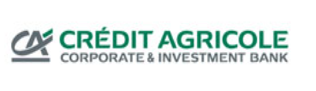 CRÉDIT AGRICOLE
CORPORATE & INVESTMENT BANK